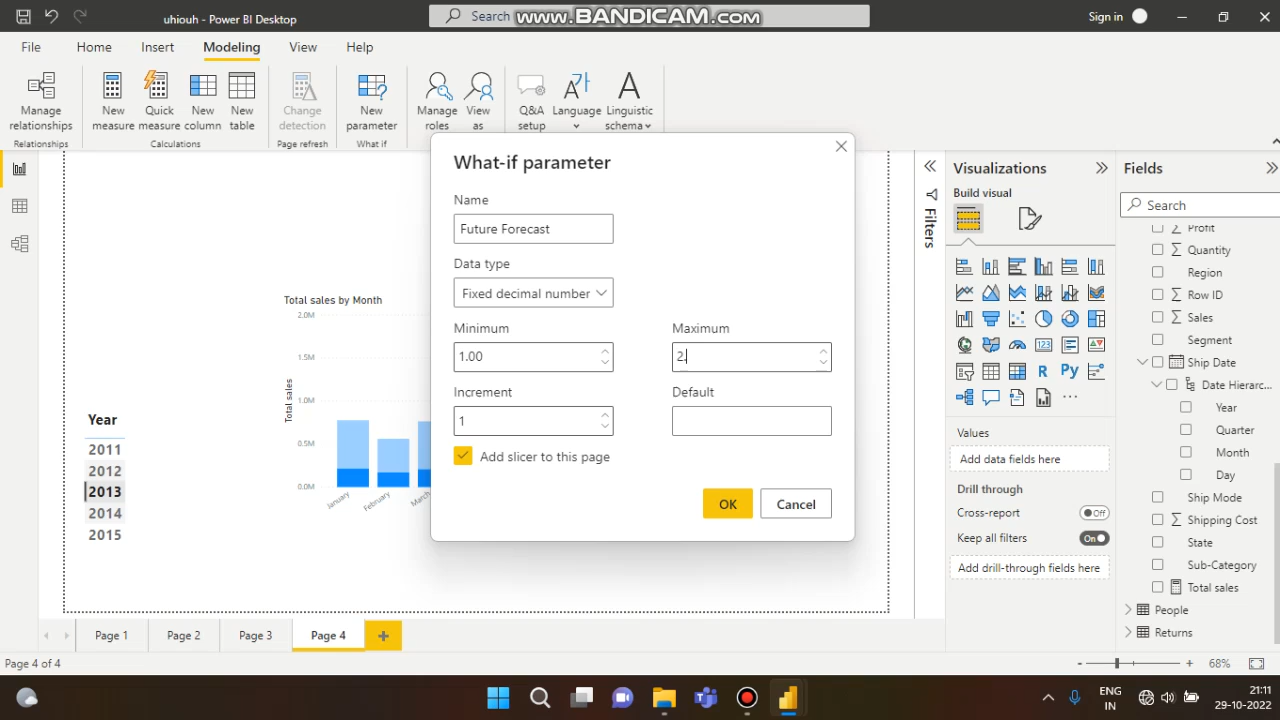 uhiouh - Power BI Desktop
Search
www.BANDICAM.com
Sign in
File
Home
Insert
Modeling
View
Help
Manage relationships
New measure
Quick measure
New column
New table
Change detection
New parameter
Manage roles
View as
Q&A setup
Language
Linguistic schema
Relationships
Calculations
Page refresh
What if
What-if parameter
Name
Future Forecast
Data type
Fixed decimal number
Minimum
Maximum
1.00
2.
Increment
Default
1
Add slicer to this page
OK
Cancel
Total sales by Month
2.0M
1.5M
1.0M
0.5M
0.0M
Total sales
January
February
March
Year
2011
2012
2013
2014
2015
Filters
Visualizations
Build visual
Values
Add data fields here
Drill through
Cross-report
Off
Keep all filters
On
Add drill-through fields here
Fields
Search
Profit
Quantity
Region
Row ID
Sales
Segment
Ship Date
Date Hierarc...
Year
Quarter
Month
Day
Ship Mode
Shipping Cost
State
Sub-Category
Total sales
People
Returns
Page 1
Page 2
Page 3
Page 4
Page 4 of 4
68%
ENG
IN
21:11
29-10-2022